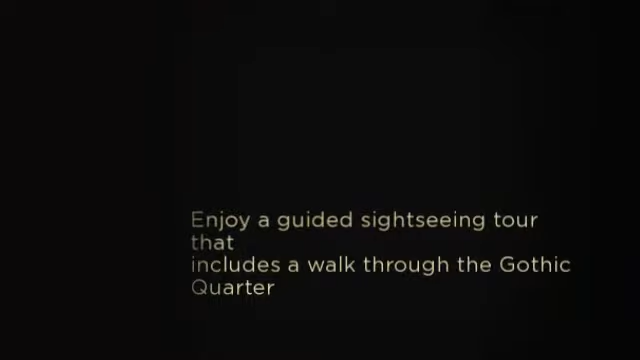 Enjoy a guided sightseeing tour
that
includes a walk through the Gothic
Quarter